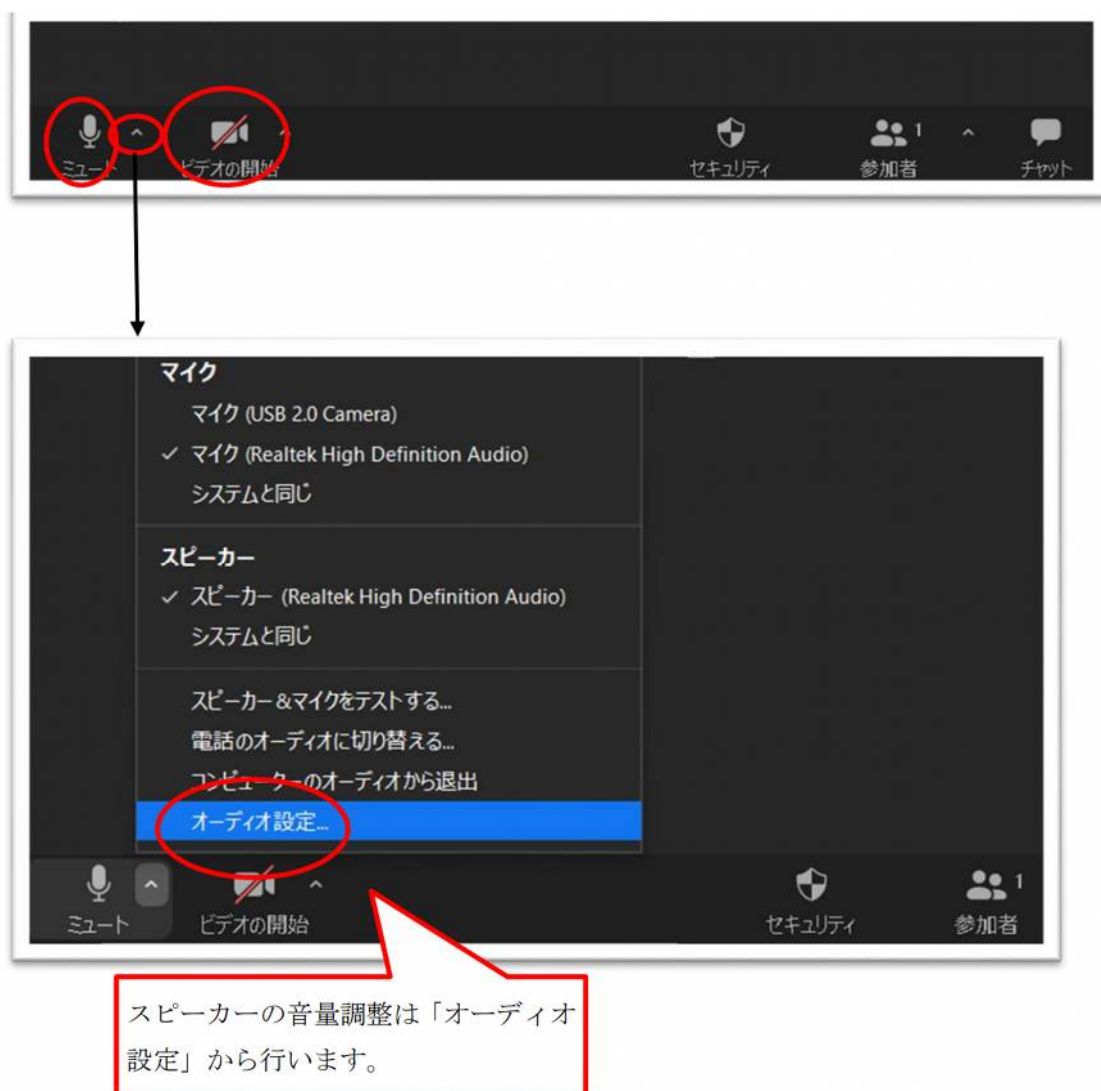 1
ミュート ビデオの開始 セキュリティ 参加者 チャット
マイク
マイク (USB 2.0 Camera)
マイク (Realtek High Definition Audio)
システムと同じ
スピーカー
スピーカー (Realtek High Definition Audio)
システムと同じ
スピーカー&マイクをテストする...
電話のオーディオに切り替える...
コンピューターのオーディオから退出
オーディオ設定...
1
ミュート ビデオの開始 セキュリティ 参加者
スピーカーの音量調整は「オーディオ
設定」から行います。